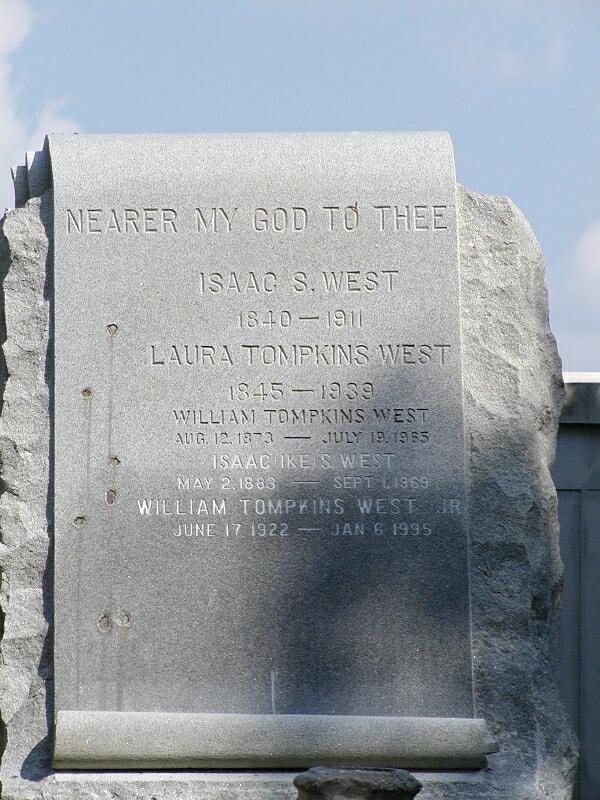 NEARER MY GOD TO THEE
ISAAC S. WEST
1840 — 1911
LAURA TOMPKINS WEST
1845 — 1939
WILLIAM TOMPKINS WEST
AUG. 12, 1873 — JULY 19, 1965
ISAAC (IKE) S. WEST
MAY 2, 1883 — SEPT 1, 1969
WILLIAM TOMPKINS WEST JR
JUNE 17 1922 — JAN 6 1995